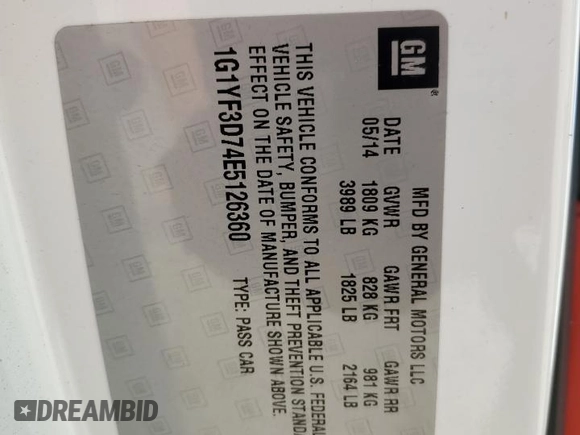 GM
®
MFD BY GENERAL MOTORS LLC
DATE GVWR GAWR FRT GAWR RR
05/14 1809 KG 828 KG 981 KG
3989 LB 1825 LB 2164 LB
THIS VEHICLE CONFORMS TO ALL APPLICABLE U.S. FEDERAL
VEHICLE SAFETY, BUMPER, AND THEFT PREVENTION STAND
EFFECT ON THE DATE OF MANUFACTURE SHOWN ABOVE.
1G1YF3D74E5126360 TYPE: PASS CAR
DREAMBID